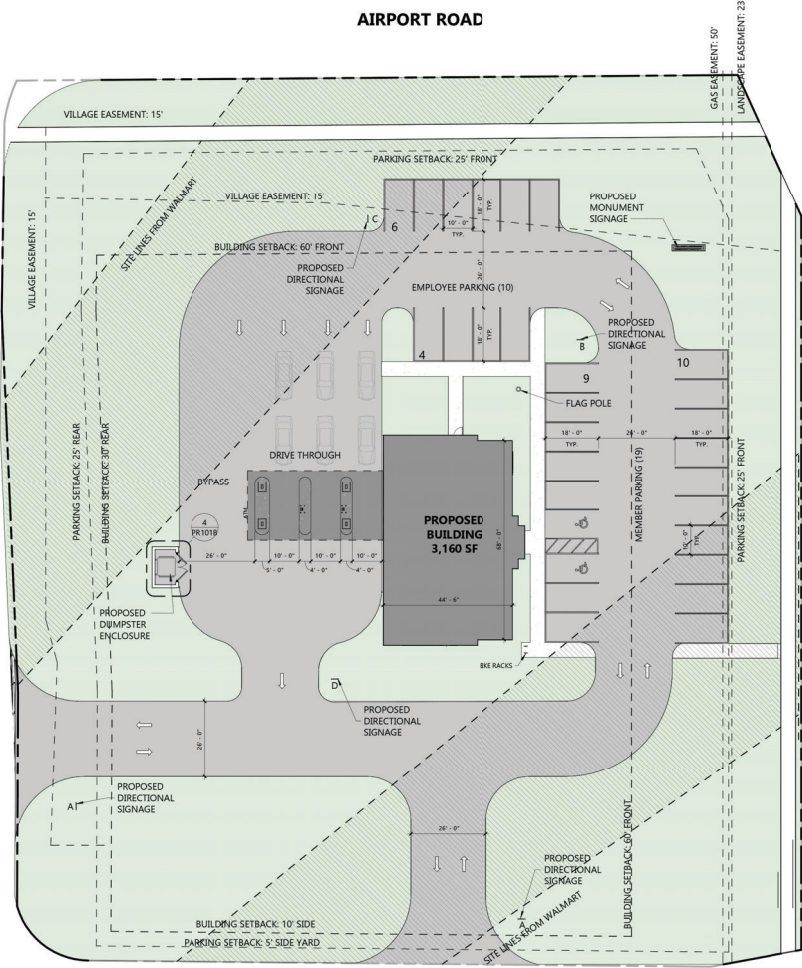 AIRPORT ROAD
GAS EASEMENT: 50'
LANDSCAPE EASEMENT: 23
VILLAGE EASEMENT: 15'
PARKING SETBACK: 25' FRONT
VILLAGE EASEMENT: 15'
VILLAGE EASEMENT: 15'
SITE LINES FROM WALMART
C
6
18' - 0"
TYP.
10' - 0"
TYP.
PROPOSED
MONUMENT
SIGNAGE
BUILDING SETBACK: 60' FRONT
PROPOSED
DIRECTIONAL
SIGNAGE
26' - 0"
EMPLOYEE PARKNG (10)
18' - 0"
TYP.
4
PROPOSED
DIRECTIONAL
SIGNAGE
B
9
10
FLAG POLE
18' - 0"
TYP.
26' - 0"
18' - 0"
TYP.
PARKING SETBACK: 25' REAR
BUILDING SETBACK: 30' REAR
DRIVE THROUGH
BYPASS
ATM
4
PR101B
PROPOSED
BUILDING
3,160 SF
68' - 0"
MEMBER PARKING (19)
PARKING SETBACK: 25' FRONT
10' - 0"
TYP.
26' - 0"
10' - 0"
10' - 0"
10' - 0"
5' - 0"
4' - 0"
4' - 0"
44' - 6"
PROPOSED
DUMPSTER
ENCLOSURE
BKE RACKS
D
PROPOSED
DIRECTIONAL
SIGNAGE
26' - 0"
A
PROPOSED
DIRECTIONAL
SIGNAGE
26' - 0"
BUILDING SETBACK: 60' FRONT
PROPOSED
DIRECTIONAL
SIGNAGE
A
SITE LINES FROM WALMART
BUILDING SETBACK: 10' SIDE
PARKING SETBACK: 5' SIDE YARD